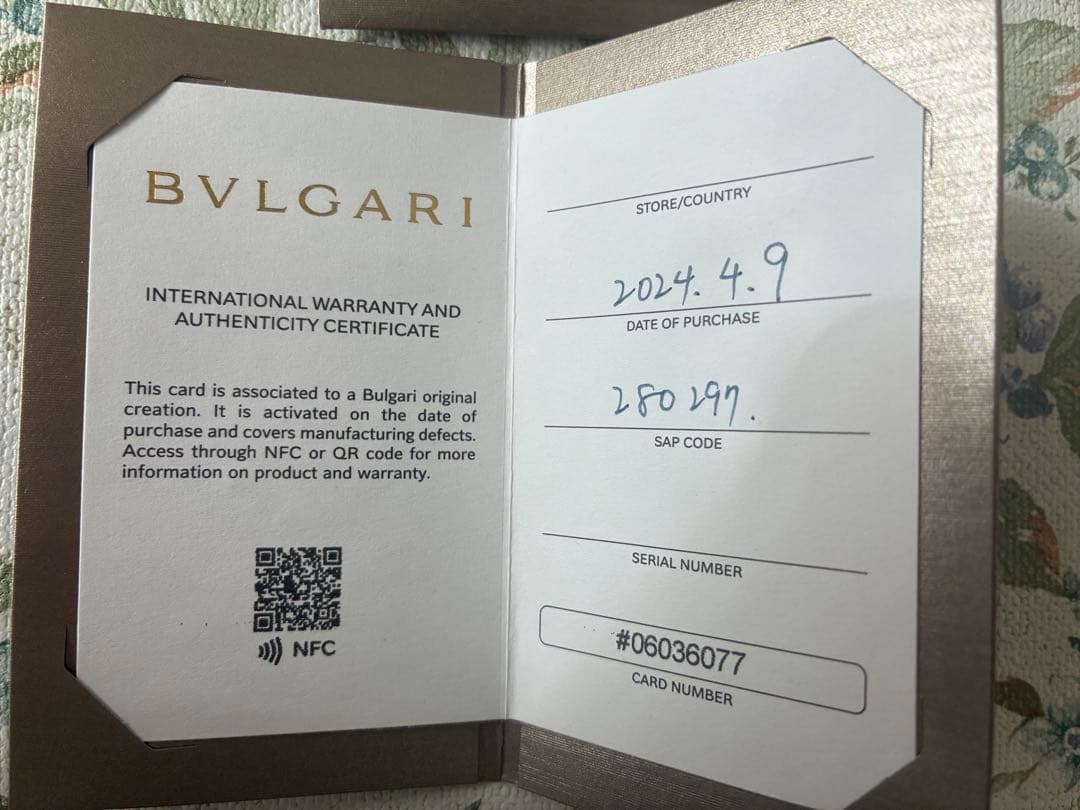 BVLGARI
INTERNATIONAL WARRANTY AND
AUTHENTICITY CERTIFICATE
This card is associated to a Bulgari original
creation. It is activated on the date of
purchase and covers manufacturing defects.
Access through NFC or QR code for more
information on product and warranty.
NFC
STORE/COUNTRY
2024.4.9
DATE OF PURCHASE
280297.
SAP CODE
SERIAL NUMBER
#06036077
CARD NUMBER